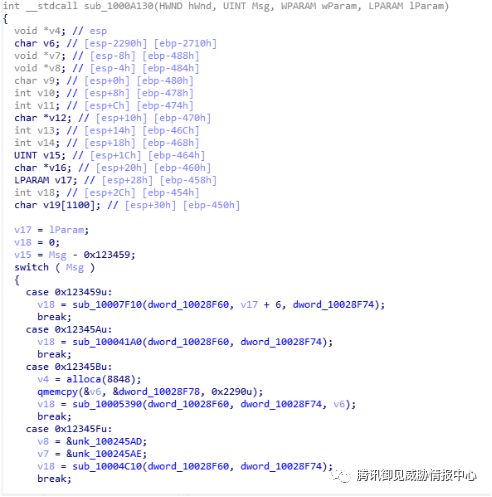 int __stdcall sub_1000A130(HWND hWnd, UINT Msg, WPARAM wParam, LPARAM lParam)
{
  void *v4; // esp
  char v6; // [esp-2290h] [ebp-2710h]
  void *v7; // [esp-8h] [ebp-488h]
  void *v8; // [esp-4h] [ebp-484h]
  char v9; // [esp+0h] [ebp-480h]
  int v10; // [esp+8h] [ebp-478h]
  int v11; // [esp+Ch] [ebp-474h]
  char *v12; // [esp+10h] [ebp-470h]
  int v13; // [esp+14h] [ebp-46Ch]
  int v14; // [esp+18h] [ebp-468h]
  UINT v15; // [esp+1Ch] [ebp-464h]
  char *v16; // [esp+20h] [ebp-460h]
  LPARAM v17; // [esp+28h] [ebp-458h]
  int v18; // [esp+2Ch] [ebp-454h]
  char v19[1100]; // [esp+30h] [ebp-450h]
  v17 = lParam;
  v18 = 0;
  v15 = Msg - 0x123459;
  switch ( Msg )
  {
    case 0x123459u:
      v18 = sub_10007F10(dword_10028F60, v17 + 6, dword_10028F74);
      break;
    case 0x12345Au:
      v18 = sub_100041A0(dword_10028F60, dword_10028F74);
      break;
    case 0x12345Bu:
      v4 = alloca(8848);
      qmemcpy(&v6, &dword_10028F78, 0x2290u);
      v18 = sub_10005390(dword_10028F60, dword_10028F74, v6);
      break;
    case 0x12345Fu:
      v8 = &unk_100245AD;
      v7 = &unk_100245AE;
      v18 = sub_10004C10(dword_10028F60, dword_10028F74);
      break;
腾讯御见威胁情报中心